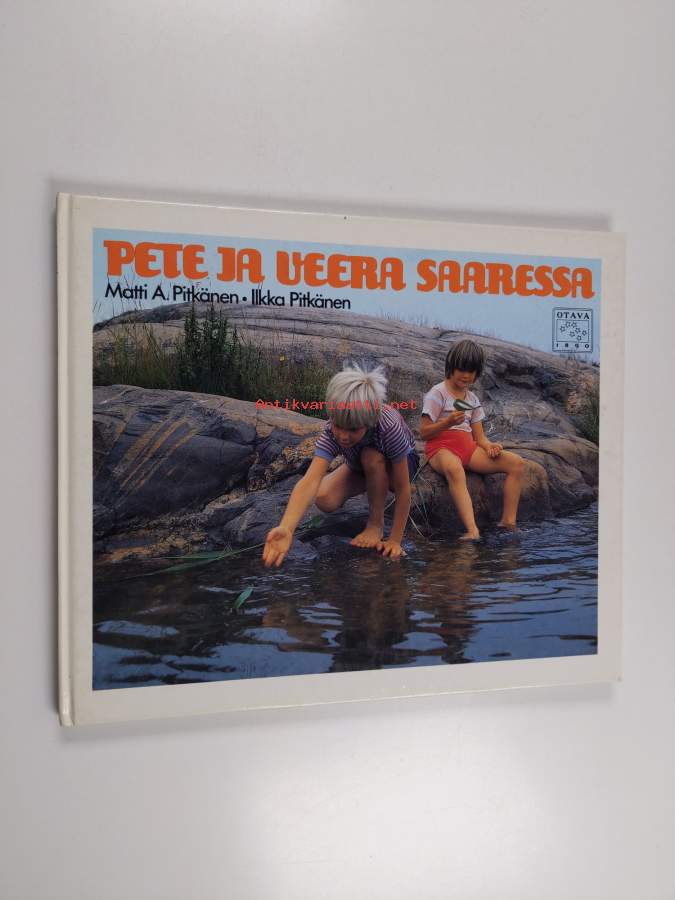 PETE JA VEERA SAARESSA
Matti A. Pitkänen • Ilkka Pitkänen
OTAVA
1890
Antikvariaatti.net